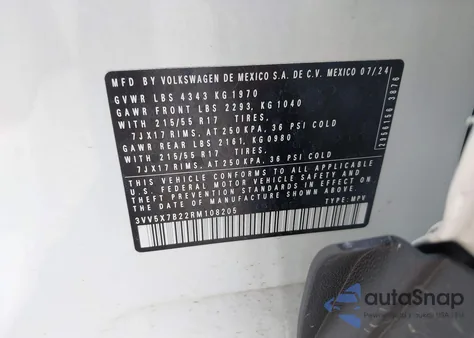 MFD BY VOLKSWAGEN DE MEXICO S.A. DE C.V. MEXICO 07/24
GVWR LBS 4343 KG 1970
GAWR FRONT LBS 2293, KG 1040
WITH 215/55 R17 TIRES,
7JX17 RIMS, AT 250 KPA, 36 PSI COLD
GAWR REAR LBS 2161, KG 0980
WITH 215/55 R17 TIRES,
7JX17 RIMS, AT 250 KPA, 36 PSI COLD
THIS VEHICLE CONFORMS TO ALL APPLICABLE
U.S. FEDERAL MOTOR VEHICLE SAFETY AND
THEFT PREVENTION STANDARDS IN EFFECT ON
THE DATE OF MANUFACTURE SHOWN ABOVE.
3VV5X7B22RM108205 TYPE: MPV
autaSnap